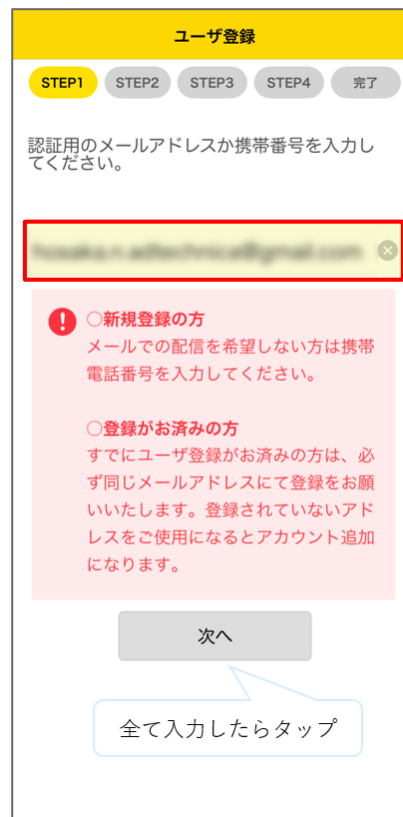 ユーザ登録
STEP1 STEP2 STEP3 STEP4 完了
認証用のメールアドレスか携帯番号を入力し
てください。
○新規登録の方
メールでの配信を希望しない方は携帯
電話番号を入力してください。
○登録がお済みの方
すでにユーザ登録がお済みの方は、必
ず同じメールアドレスにて登録をお願
いいたします。登録されていないアド
レスをご使用になるとアカウント追加
になります。
次へ
全て入力したらタップ